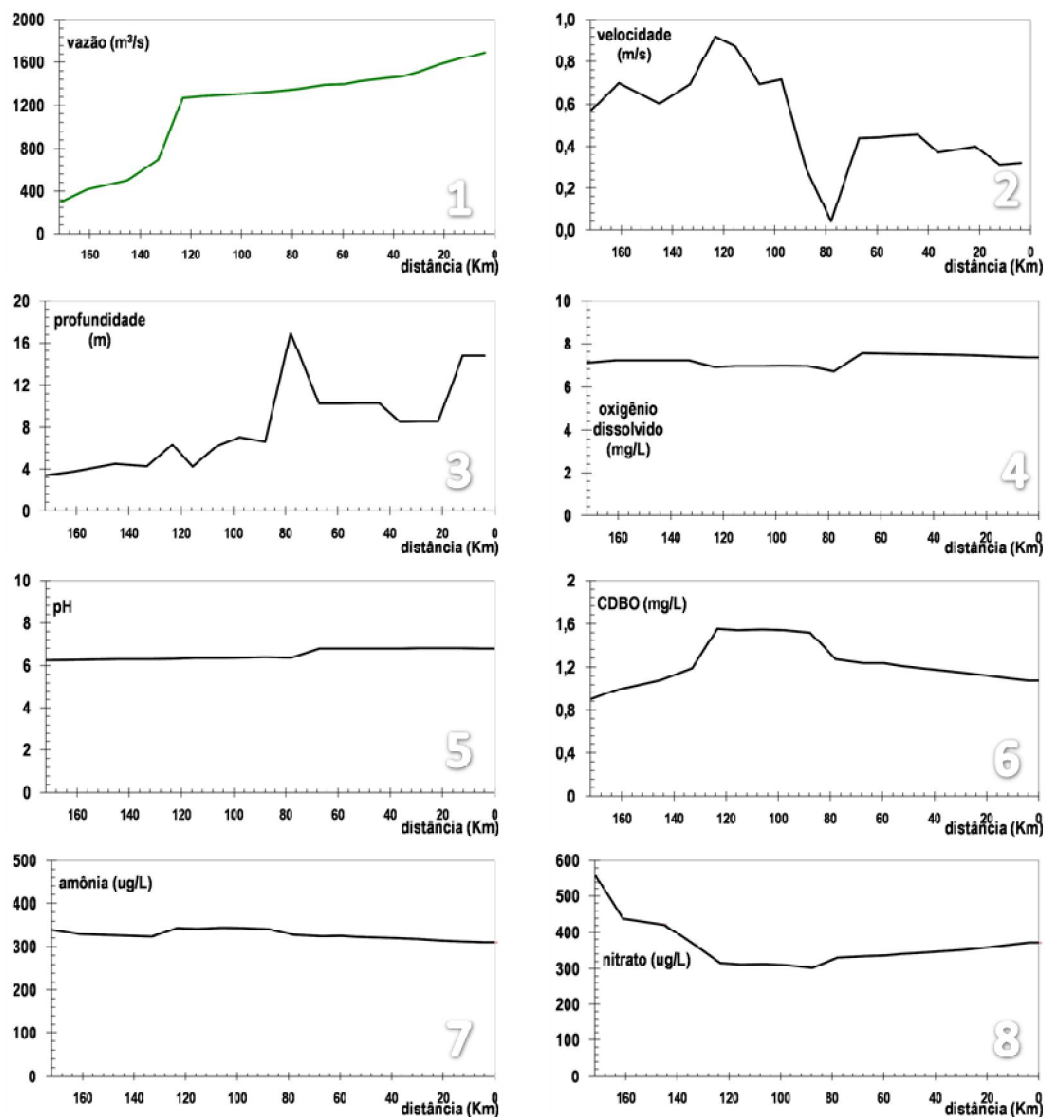 2000
1600
1200
800
400
0
vazão (m³/s)
1
160 140 120 100 80 60 40 20 0
distância (Km)
1,0
0,8
0,6
0,4
0,2
0,0
velocidade
(m/s)
2
160 140 120 100 80 60 40 20 0
distância (Km)
20
16
12
8
4
0
profundidade
(m)
3
160 140 120 100 80 60 40 20 0
distância (Km)
10
8
6
4
2
0
oxigênio
dissolvido
(mg/L)
4
160 140 120 100 80 60 40 20 0
distância (Km)
10
8
6
4
2
0
pH
5
160 140 120 100 80 60 40 20 0
distância (Km)
2
1,6
1,2
0,8
0,4
0
CDBO (mg/L)
6
160 140 120 100 80 60 40 20 0
distância (Km)
500
400
300
200
100
0
amônia (ug/L)
7
160 140 120 100 80 60 40 20 0
distância (Km)
600
500
400
300
200
100
0
nitrato (ug/L)
8
160 140 120 100 80 60 40 20 0
distância (Km)